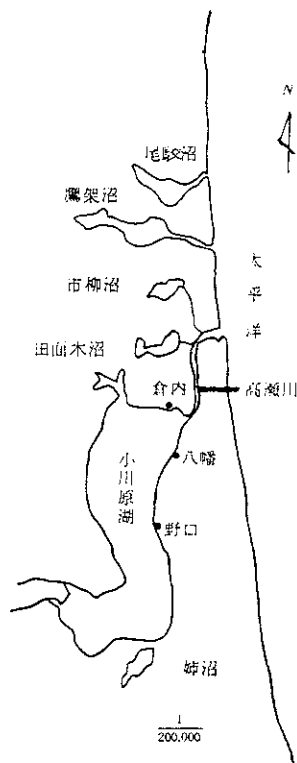 N
尾駮沼
鷹架沼
太平洋
市柳沼
田面木沼
倉内
高瀬川
八幡
小川原湖
野口
姉沼
1
200.000